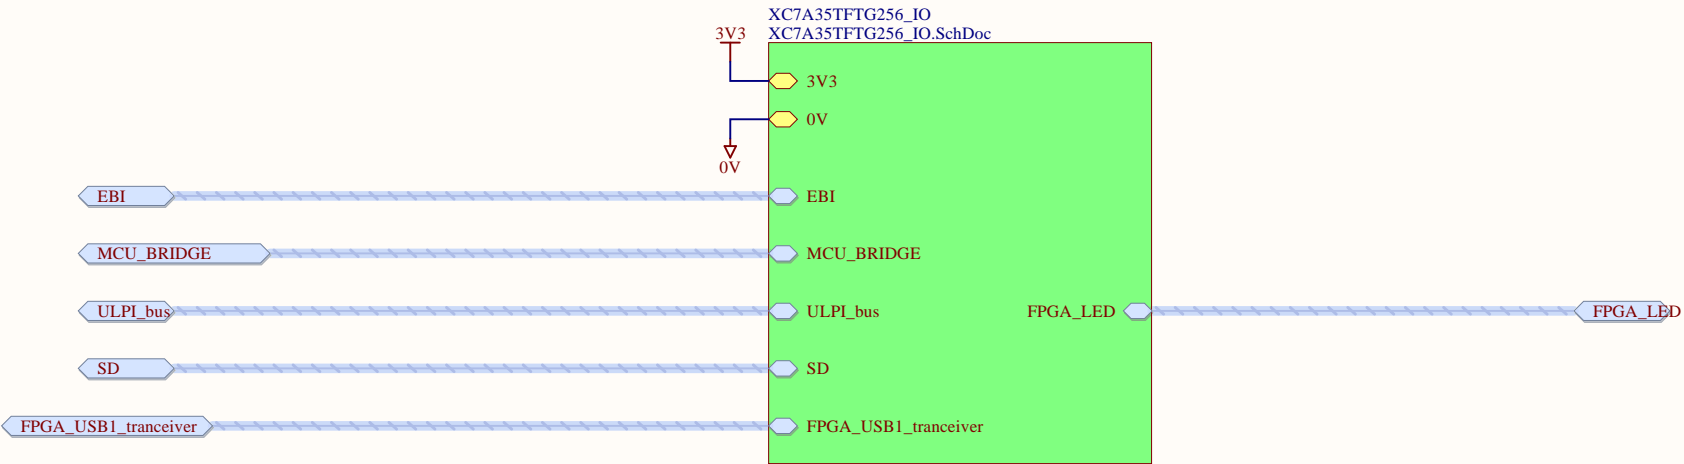 XC7A35TFTG256_IO
XC7A35TFTG256_IO.SchDoc
3V3
3V3
0V
0V
EBI
EBI
MCU_BRIDGE
MCU_BRIDGE
ULPI_bus
ULPI_bus
FPGA_LED
FPGA_LED
SD
SD
FPGA_USB1_tranceiver
FPGA_USB1_tranceiver